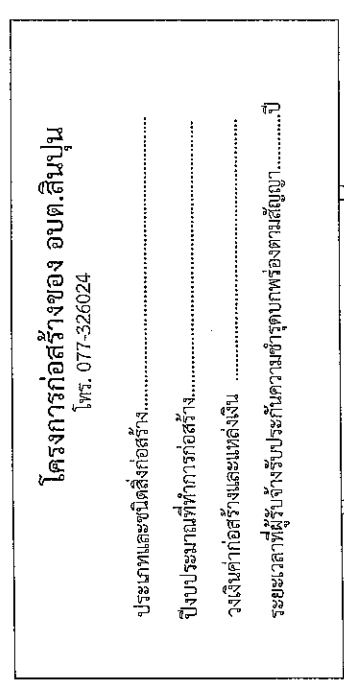 โครงการก่อสร้างของ อบต.สินปุน
โทร. 077-326024
ประเภทและชนิดสิ่งก่อสร้าง......................................................
ปีงบประมาณที่ทำการก่อสร้าง..................................................
วงเงินค่าก่อสร้างและแหล่งเงิน ..................................................
ระยะเวลาที่ผู้รับจ้างรับประกันความชำรุดบกพร่องตามสัญญา............ปี